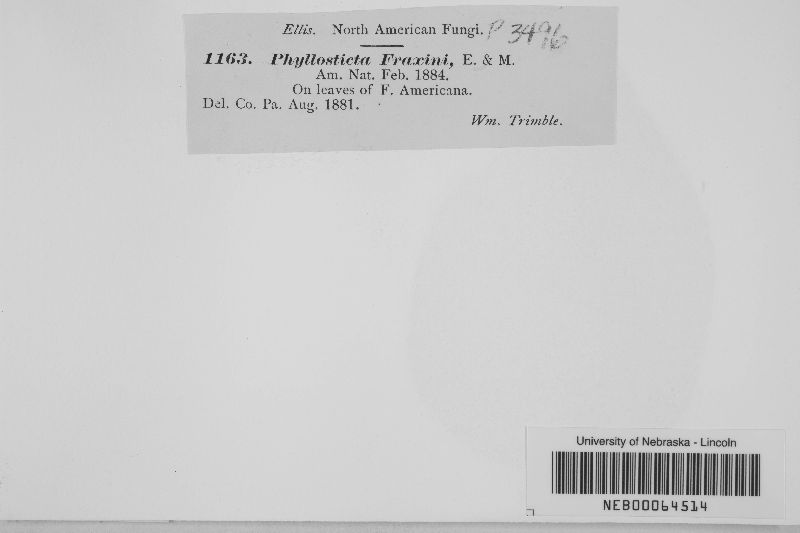 Ellis. North American Fungi. P 3496
1163. Phyllosticta Fraxini, E. & M.
Am. Nat. Feb. 1884.
On leaves of F. Americana.
Del. Co. Pa. Aug. 1881.
Wm. Trimble.
University of Nebraska - Lincoln
NEB00064514